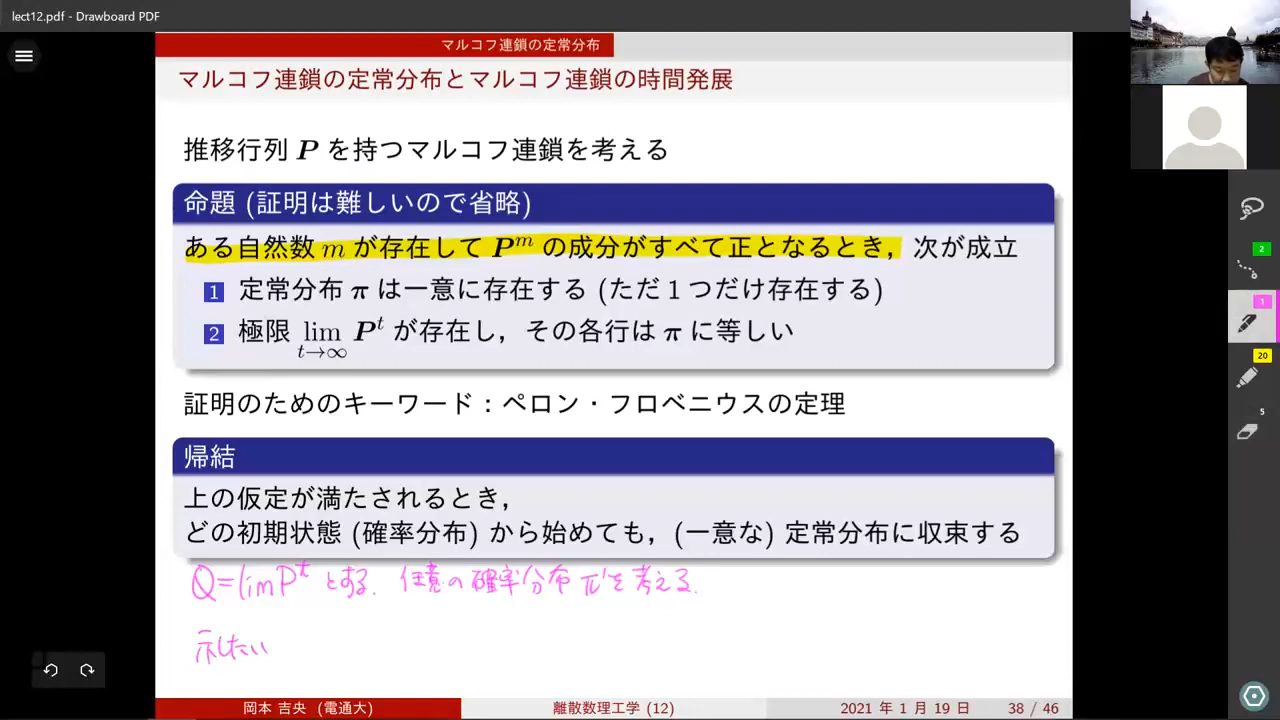 lect12.pdf - Drawboard PDF
マルコフ連鎖の定常分布
マルコフ連鎖の定常分布とマルコフ連鎖の時間発展
推移行列 P を持つマルコフ連鎖を考える
命題 (証明は難しいので省略)
ある自然数 m が存在して P^m の成分がすべて正となるとき, 次が成立
1 定常分布 π は一意に存在する (ただ 1 つだけ存在する)
2 極限 lim t→∞ P^t が存在し, その各行は π に等しい
証明のためのキーワード : ペロン・フロベニウスの定理
帰結
上の仮定が満たされるとき,
どの初期状態 (確率分布) から始めても, (一意な) 定常分布に収束する
Q = lim P^t とする. 任意の確率分布 π' を考える.
示したい
岡本 吉央 (電通大)
離散数理工学 (12)
2021 年 1 月 19 日
38 / 46
2
1
20
5